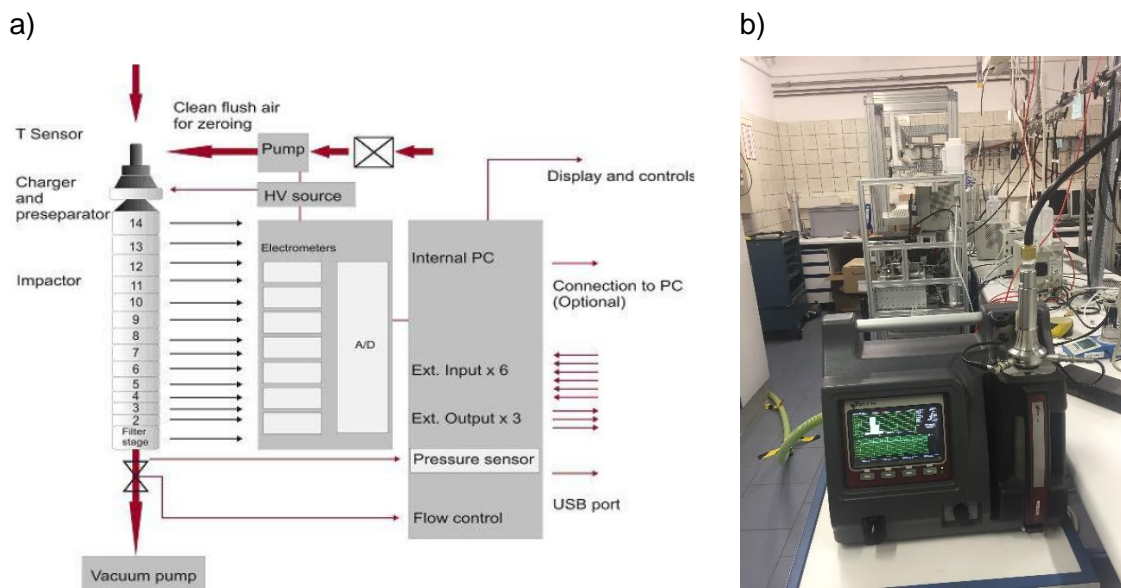 a)
b)
Clean flush air
for zeroing
T Sensor
Pump
Display and controls
Charger
and
preseparator
HV source
14
Electrometers
13
Internal PC
12
Impactor
11
Connection to PC
(Optional)
10
9
8
A/D
7
6
Ext. Input x 6
5
4
3
Ext. Output x 3
2
Filter
stage
Pressure sensor
USB port
Flow control
Vacuum pump